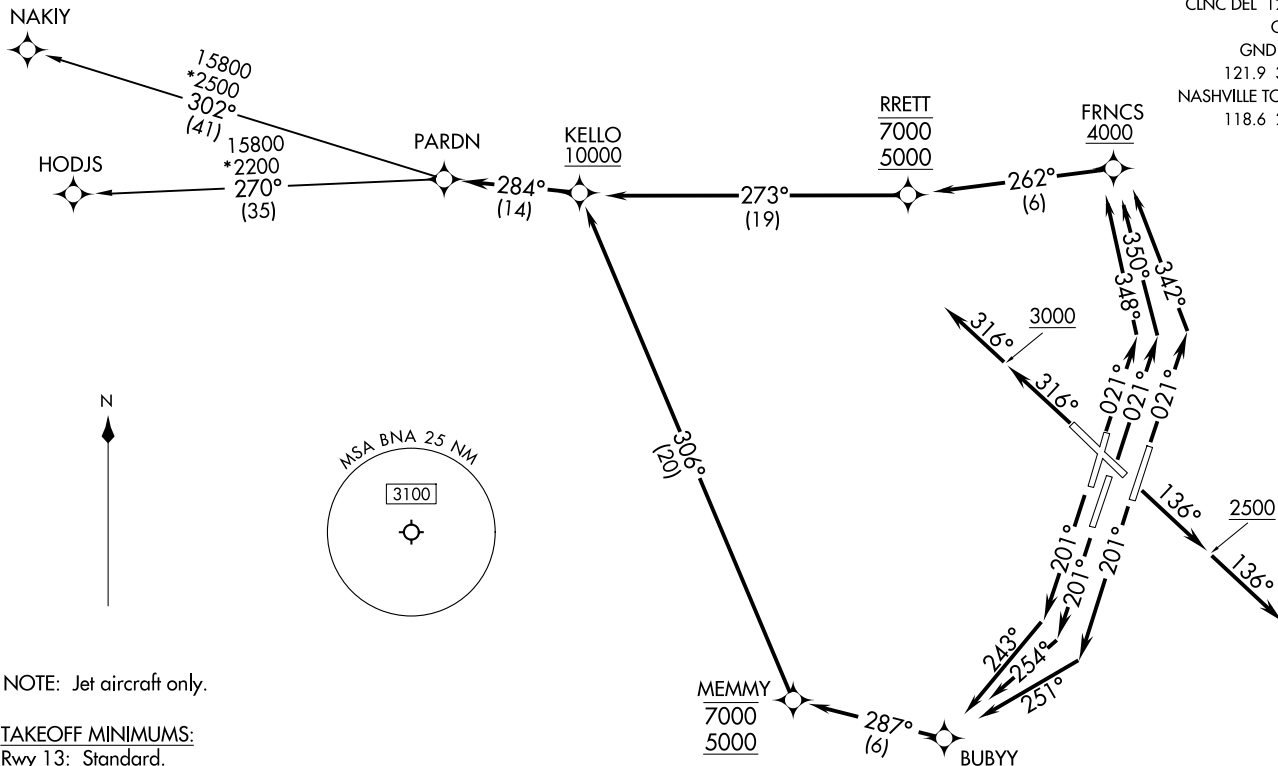 NAKIY
15800
*2500
302°
(41)
HODJS
15800
*2200
270°
(35)
PARDN
284°
(14)
KELLO
10000
273°
(19)
RRETT
7000
5000
262°
(6)
FRNCS
4000
CLNC DEL
GND
121.9
NASHVILLE
118.6
348°
350°
342°
021°
021°
021°
316°
3000
316°
136°
2500
136°
201°
201°
201°
243°
254°
251°
306°
(20)
N
MSA BNA 25 NM
3100
MEMMY
7000
5000
287°
(6)
BUBYY
NOTE: Jet aircraft only.
TAKEOFF MINIMUMS:
Rwy 13: Standard.